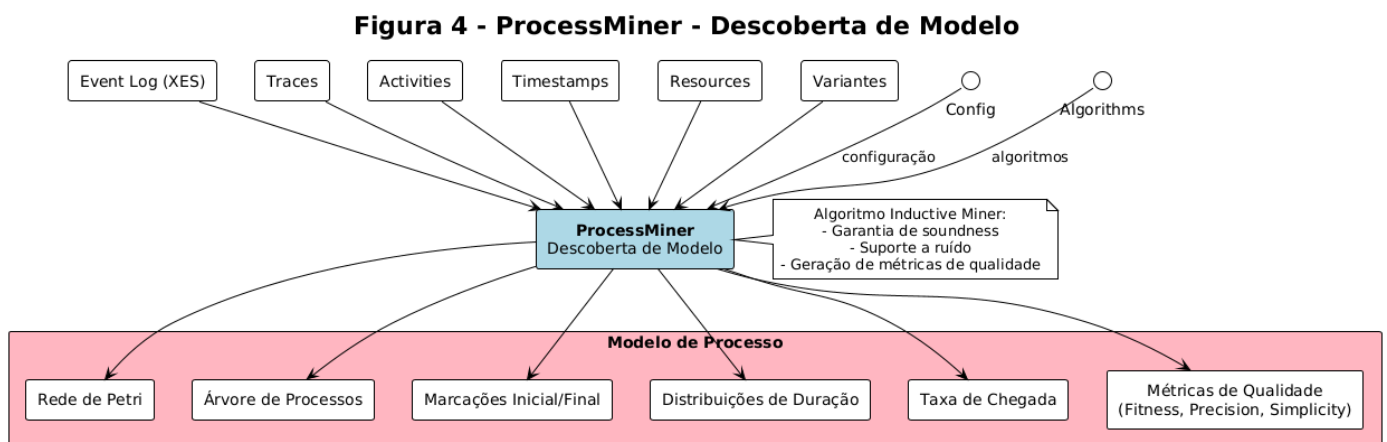 Figura 4 - ProcessMiner - Descoberta de Modelo
Event Log (XES)
Traces
Activities
Timestamps
Resources
Variantes
Config
Algorithms
configuração
algoritmos
ProcessMiner
Descoberta de Modelo
Algoritmo Inductive Miner:
- Garantia de soundness
- Suporte a ruído
- Geração de métricas de qualidade
Modelo de Processo
Rede de Petri
Árvore de Processos
Marcações Inicial/Final
Distribuições de Duração
Taxa de Chegada
Métricas de Qualidade
(Fitness, Precision, Simplicity)